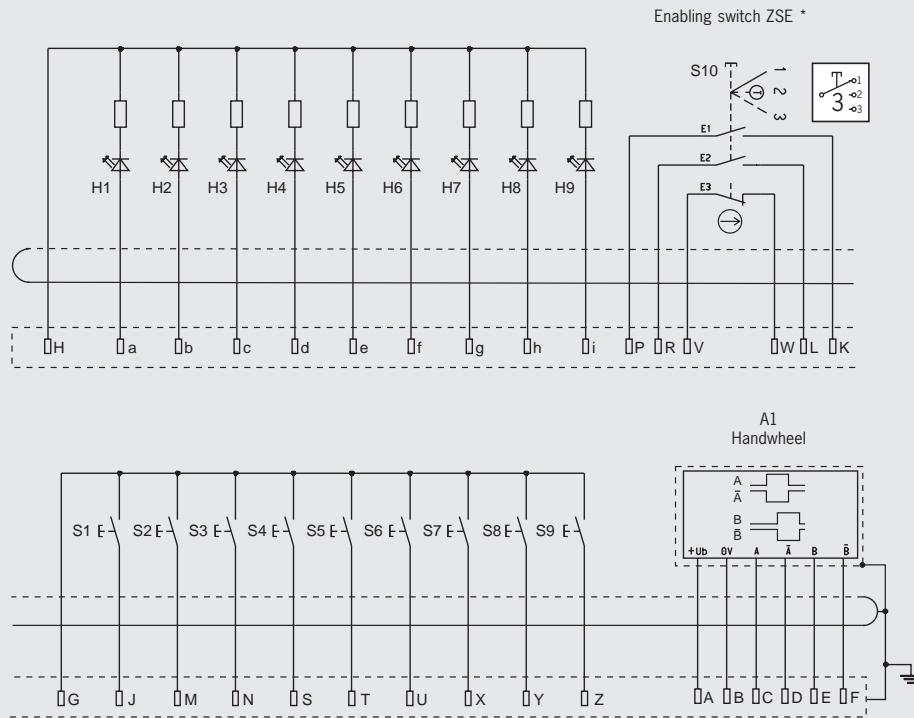 Enabling switch ZSE *
S10
1
2
3
3
1
2
3
E1
E2
E3
H1 H2 H3 H4 H5 H6 H7 H8 H9
H a b c d e f g h i P R V W L K
A1
Handwheel
A
Ā
B
B̄
+Ub 0V A Ā B B̄
S1 S2 S3 S4 S5 S6 S7 S8 S9
G J M N S T U X Y Z A B C D E F